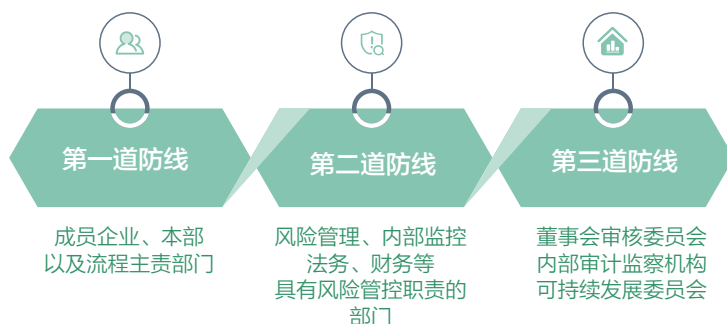 第一道防线
成员企业、本部
以及流程主责部门
第二道防线
风险管理、内部监控
法务、财务等
具有风险管控职责的
部门
第三道防线
董事会审核委员会
内部审计监察机构
可持续发展委员会